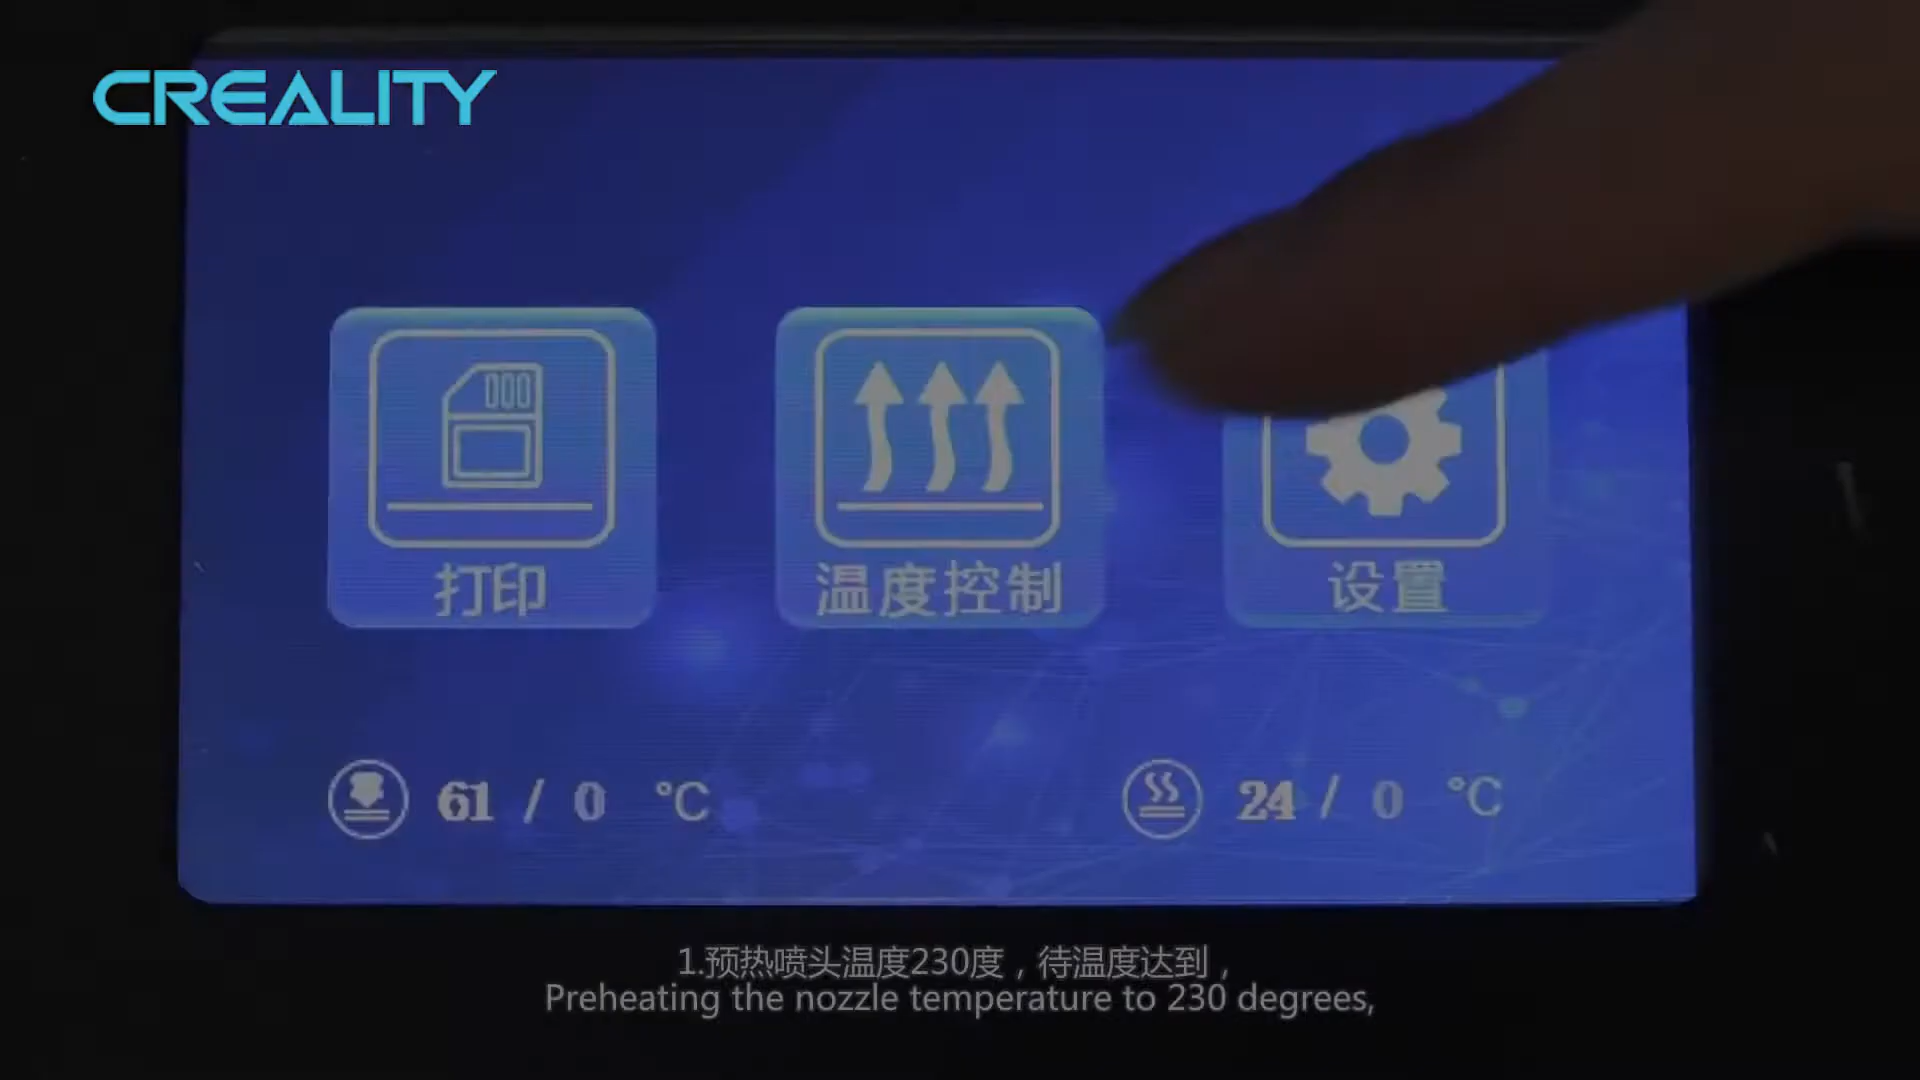 CREALITY
打印
温度控制
设置
61 / 0 °C
24 / 0 °C
1.预热喷头温度230度，待温度达到，
Preheating the nozzle temperature to 230 degrees,